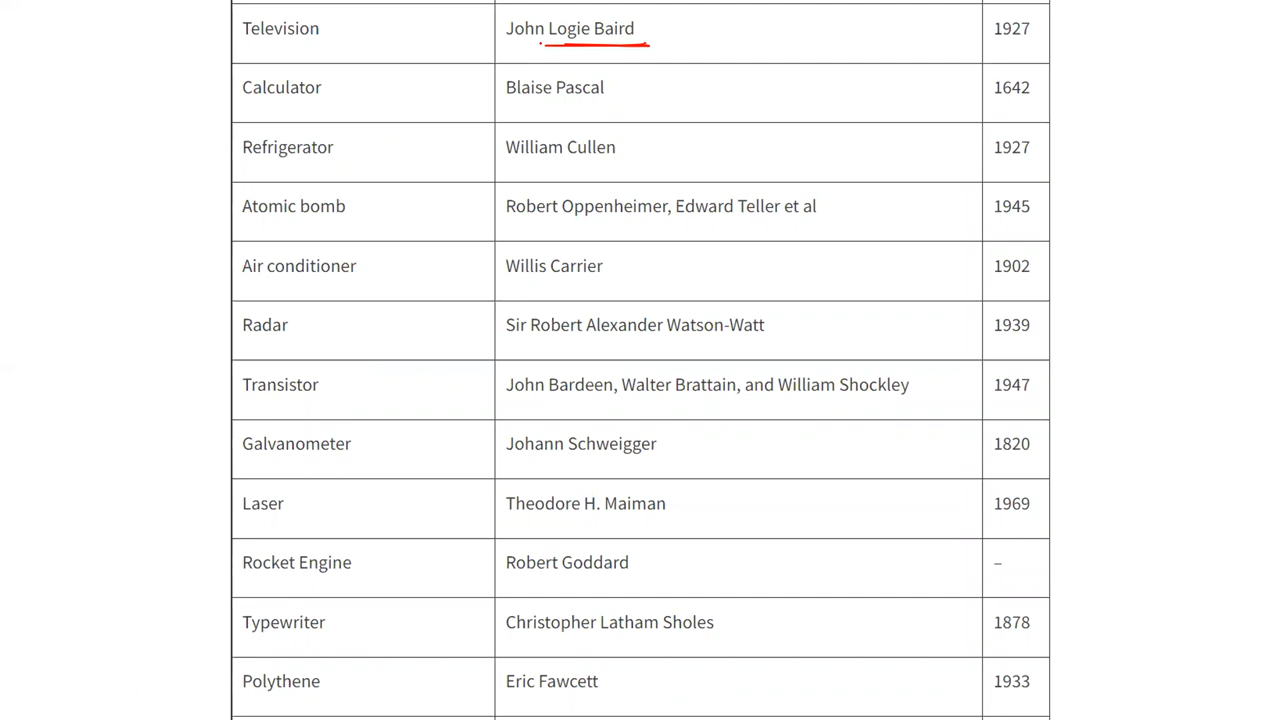 Television John Logie Baird 1927
Calculator Blaise Pascal 1642
Refrigerator William Cullen 1927
Atomic bomb Robert Oppenheimer, Edward Teller et al 1945
Air conditioner Willis Carrier 1902
Radar Sir Robert Alexander Watson-Watt 1939
Transistor John Bardeen, Walter Brattain, and William Shockley 1947
Galvanometer Johann Schweigger 1820
Laser Theodore H. Maiman 1969
Rocket Engine Robert Goddard –
Typewriter Christopher Latham Sholes 1878
Polythene Eric Fawcett 1933